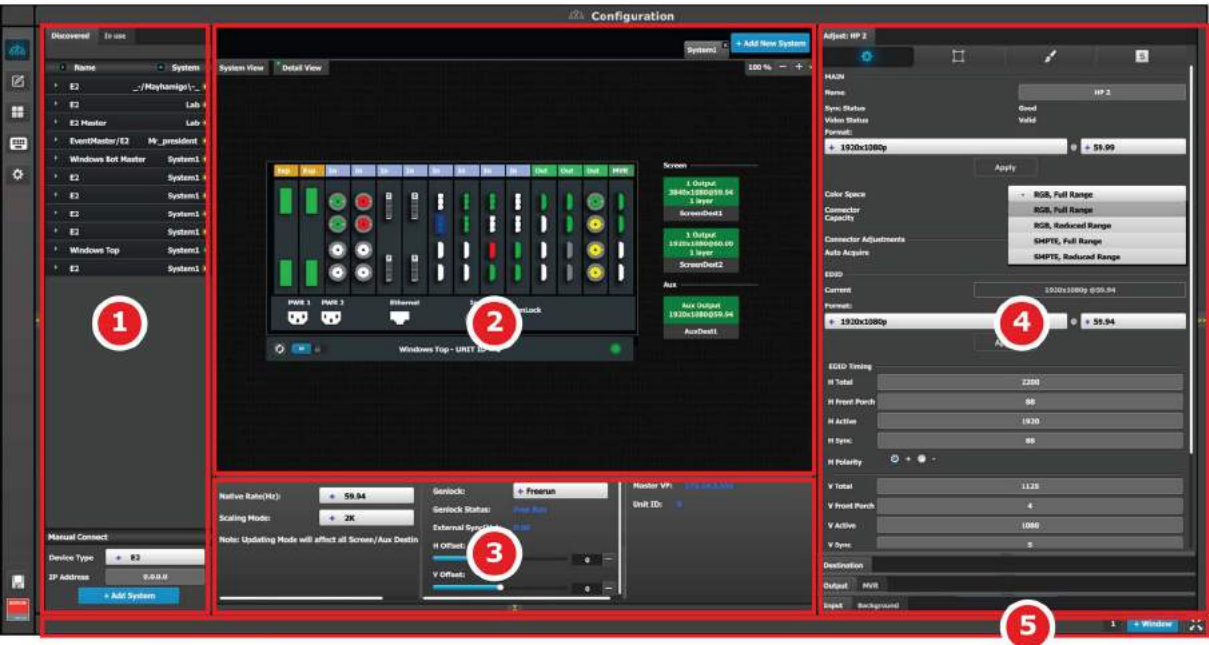 Configuration
Discovered In use
Name System
E2 _-/Mayhamigo\-_
E2 Lab
E2 Master Lab
EventMaster/E2 Mr_president
Windows Bot Master System1
E2 System1
E2 System1
E2 System1
E2 System1
Windows Top System1
E2 System1
1
Manual Connect
Device Type + E2
IP Address 0.0.0.0
+ Add System
System1 x + Add New System
System View Detail View 100 % - +
Exp Exp In In In In In In In In Out Out Out MVR
PWR 1 PWR 2 Ethernet
2
Windows Top - UNIT ID
Screen
1 Output
3840x1080@59.94
1 layer
ScreenDest1
1 Output
1920x1080@60.00
1 layer
ScreenDest2
Aux
Aux Output
1920x1080@59.94
AuxDest1
Native Rate(Hz): + 59.94
Scaling Mode: + 2K
Note: Updating Mode will affect all Screen/Aux Destin
Genlock: + Freerun
Genlock Status: Free Run
External Sync
H Offset: 0 -
V Offset: 0 -
3
Master VP:
Unit ID: 0
Adjust: HP 2
S
MAIN
Name HP 2
Sync Status Good
Video Status Valid
Format:
+ 1920x1080p @ + 59.99
Apply
Color Space - RGB, Full Range
RGB, Full Range
RGB, Reduced Range
SMPTE, Full Range
SMPTE, Reduced Range
Connector
Capacity
Connector Adjustments
Auto Acquire
EDID
Current 1920x1080p @59.94
Format:
+ 1920x1080p @ + 59.94
4
EDID Timing
H Total 2200
H Front Porch 88
H Active 1920
H Sync 88
H Polarity + -
V Total 1125
V Front Porch 4
V Active 1080
V Sync 5
Destination
Output MVR
Input Background
5
1 + Window